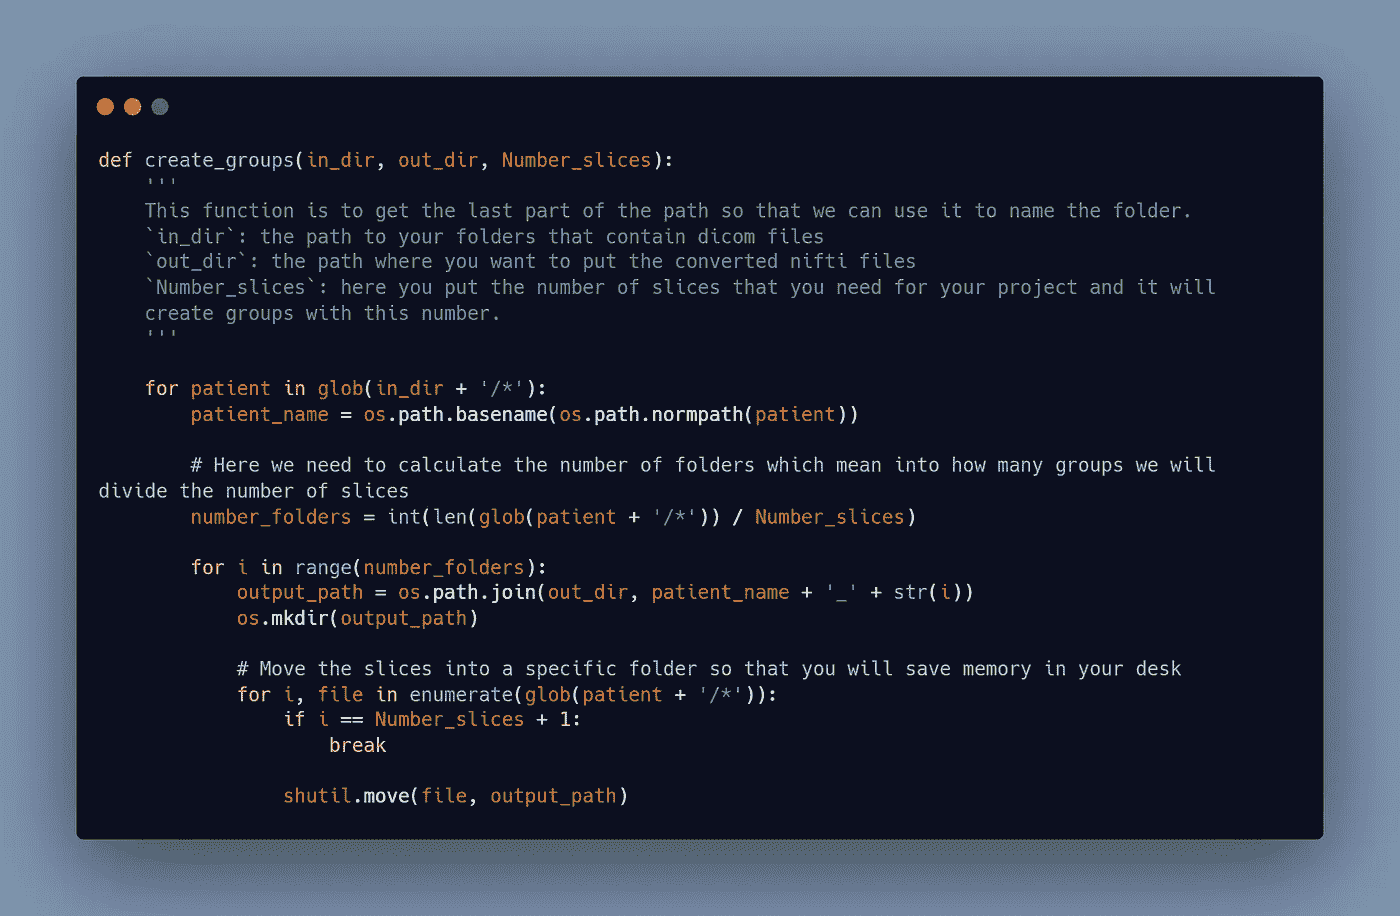 def create_groups(in_dir, out_dir, Number_slices):
    '''
    This function is to get the last part of the path so that we can use it to name the folder.
    `in_dir`: the path to your folders that contain dicom files
    `out_dir`: the path where you want to put the converted nifti files
    `Number_slices`: here you put the number of slices that you need for your project and it will
    create groups with this number.
    '''
    for patient in glob(in_dir + '/*'):
        patient_name = os.path.basename(os.path.normpath(patient))
        # Here we need to calculate the number of folders which mean into how many groups we will
divide the number of slices
        number_folders = int(len(glob(patient + '/*')) / Number_slices)
        for i in range(number_folders):
            output_path = os.path.join(out_dir, patient_name + '_' + str(i))
            os.mkdir(output_path)
            # Move the slices into a specific folder so that you will save memory in your desk
            for i, file in enumerate(glob(patient + '/*')):
                if i == Number_slices + 1:
                    break
                shutil.move(file, output_path)